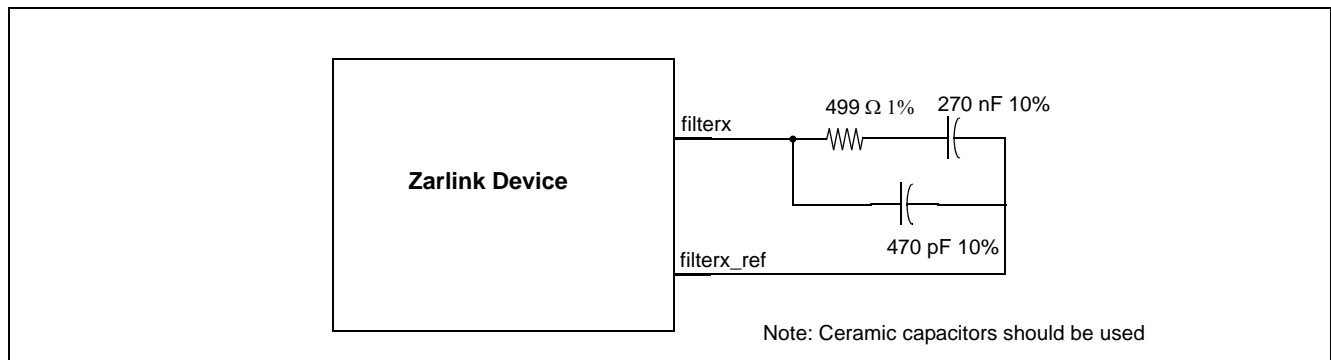 499 Ω 1%
270 nF 10%
filterx
Zarlink Device
470 pF 10%
filterx_ref
Note: Ceramic capacitors should be used